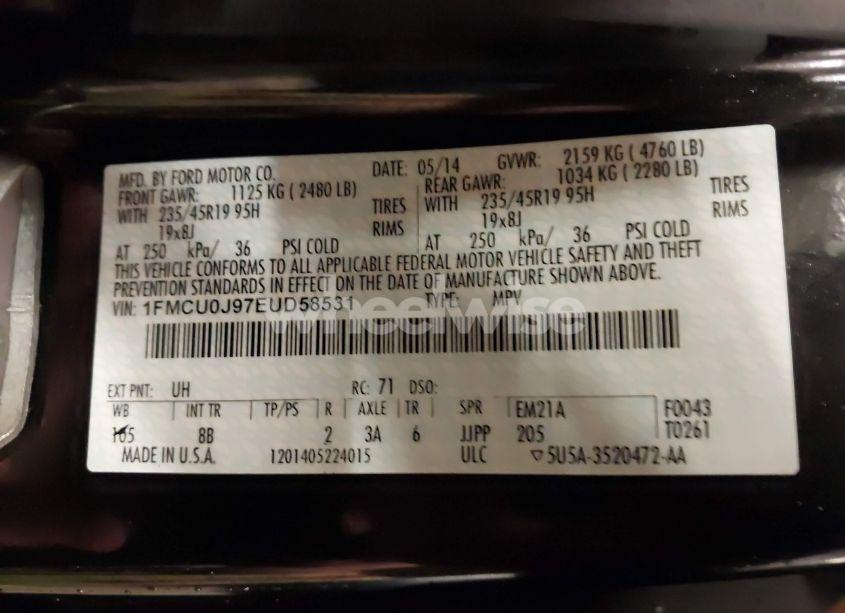 MFD. BY FORD MOTOR CO. DATE: 05/14 GVWR: 2159 KG ( 4760 LB)
FRONT GAWR: 1125 KG ( 2480 LB) REAR GAWR: 1034 KG ( 2280 LB)
WITH 235/45R19 95H TIRES WITH 235/45R19 95H TIRES
19x8J RIMS 19x8J RIMS
AT 250 kPa/ 36 PSI COLD AT 250 kPa/ 36 PSI COLD
THIS VEHICLE CONFORMS TO ALL APPLICABLE FEDERAL MOTOR VEHICLE SAFETY AND THEFT
PREVENTION STANDARDS IN EFFECT ON THE DATE OF MANUFACTURE SHOWN ABOVE.
VIN: 1FMCU0J97EUD58531 TYPE: MPV
wheelwise
EXT PNT: UH RC: 71 DSO:
WB INT TR TP/PS R AXLE TR SPR EM21A F0043
105 8B 2 3A 6 JJPP 205 T0261
MADE IN U.S.A. 1201405224015 ULC ▽5U5A-3520472-AA